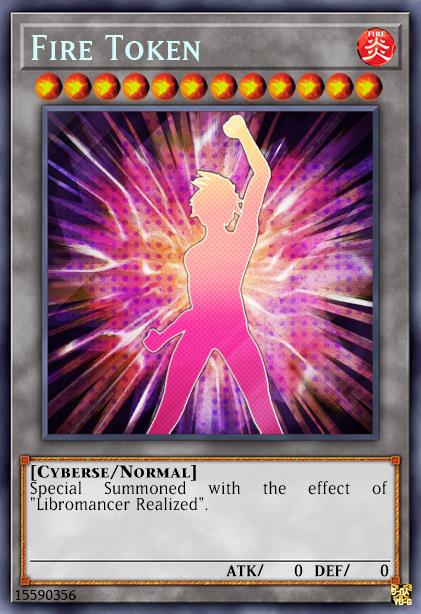 FIRE TOKEN
FIRE
炎
[CYBERSE/NORMAL]
Special Summoned with the effect of
"Libromancer Realized".
ATK/ 0 DEF/ 0
15590356